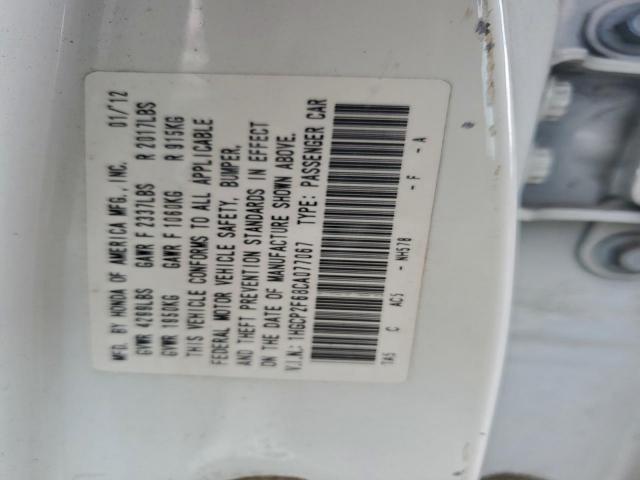 MFD. BY HONDA OF AMERICA MFG., INC. 01/12
GVWR 4299LBS GAWR F 2337LBS R 2017LBS
GVWR 1950KG GAWR F 1060KG R 915KG
THIS VEHICLE CONFORMS TO ALL APPLICABLE
FEDERAL MOTOR VEHICLE SAFETY, BUMPER,
AND THEFT PREVENTION STANDARDS IN EFFECT
ON THE DATE OF MANUFACTURE SHOWN ABOVE.
V.I.N.: 1HGCP2F68CA077067 TYPE: PASSENGER CAR
TA5 C AC5 - NH578 - F - A